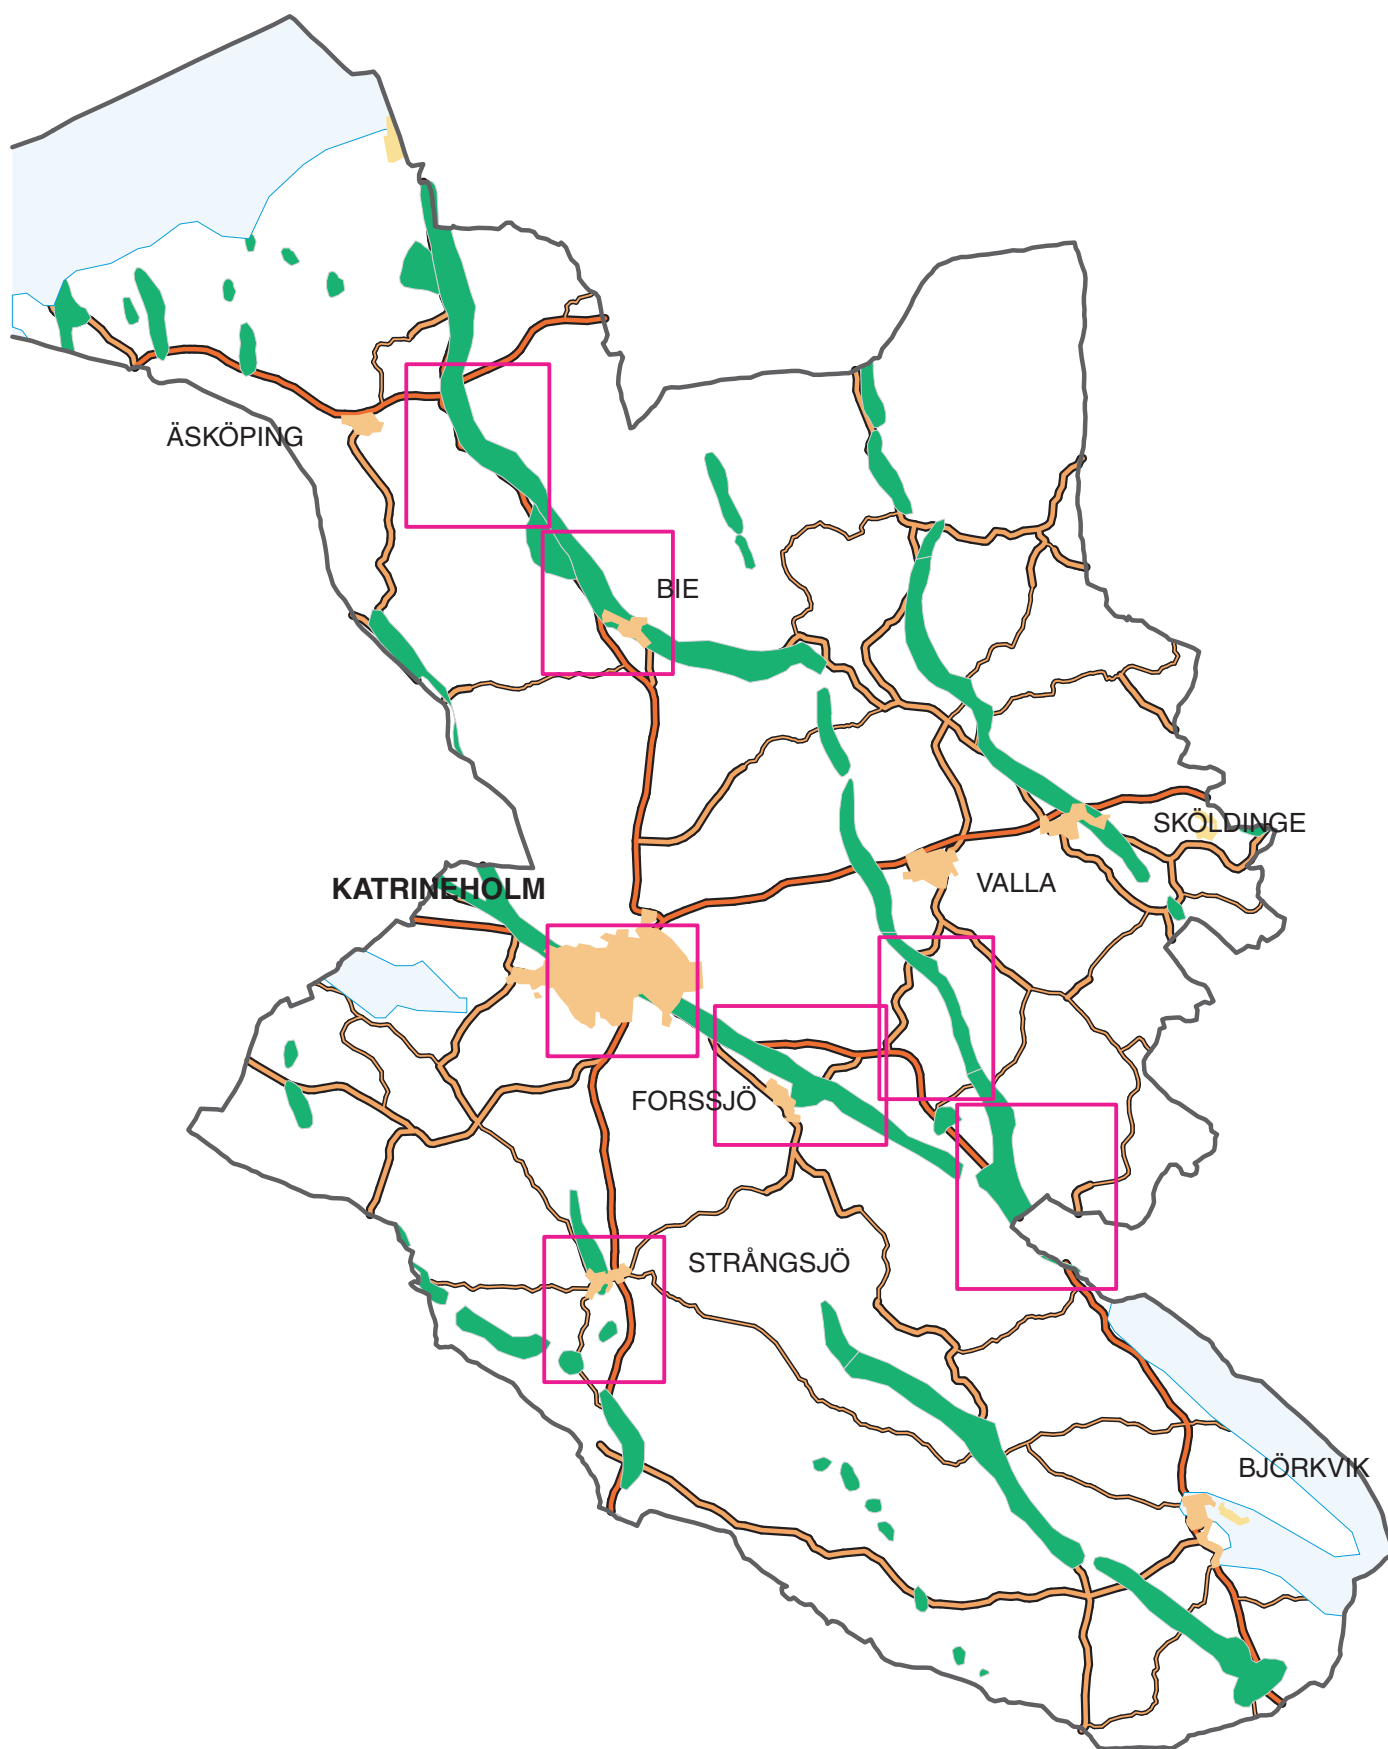 ÄSKÖPING
BIE
SKÖLDINGE
VALLA
KATRINEHOLM
FORSSJÖ
STRÅNGSJÖ
BJÖRKVIK